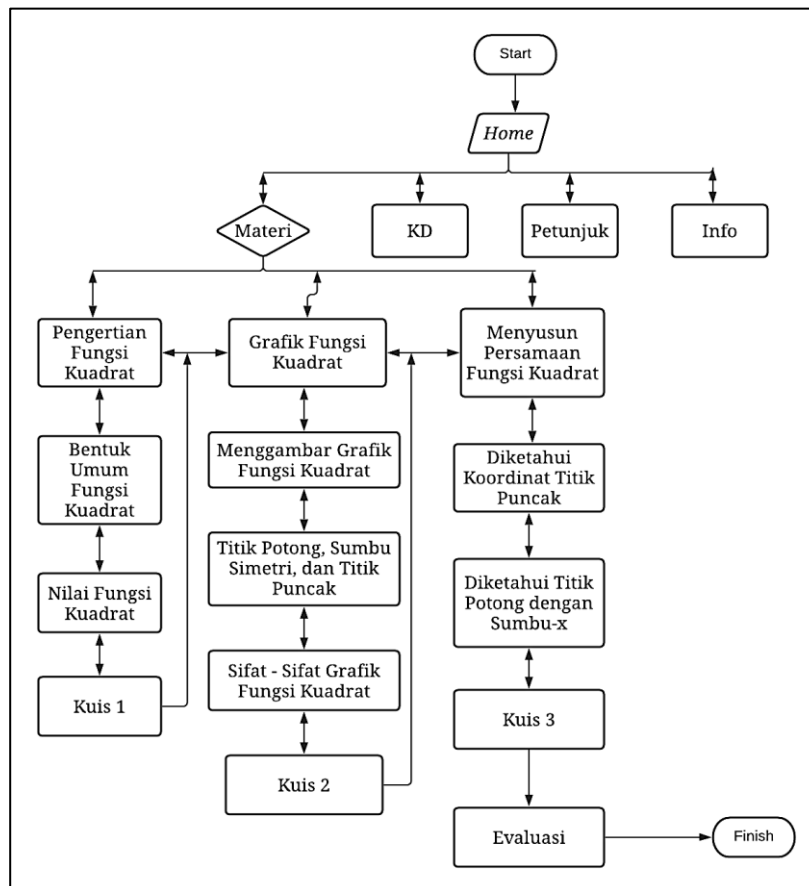 Start
Home
Materi
KD
Petunjuk
Info
Pengertian
Fungsi
Kuadrat
Grafik Fungsi
Kuadrat
Menyusun
Persamaan
Fungsi Kuadrat
Bentuk
Umum
Fungsi
Kuadrat
Menggambar Grafik
Fungsi Kuadrat
Diketahui
Koordinat Titik
Puncak
Nilai Fungsi
Kuadrat
Titik Potong, Sumbu
Simetri, dan Titik
Puncak
Diketahui Titik
Potong dengan
Sumbu-x
Kuis 1
Sifat - Sifat Grafik
Fungsi Kuadrat
Kuis 3
Kuis 2
Evaluasi
Finish